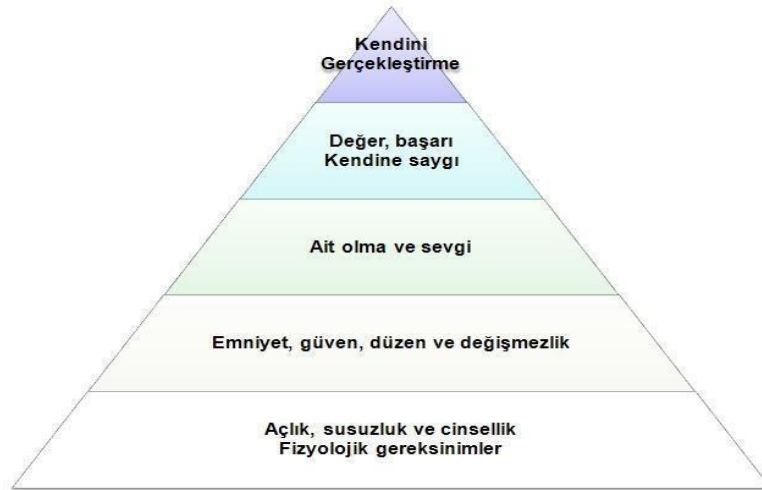 Kendini
Gerçekleştirme
Değer, başarı
Kendine saygı
Ait olma ve sevgi
Emniyet, güven, düzen ve değişmezlik
Açlık, susuzluk ve cinsellik
Fizyolojik gereksinimler